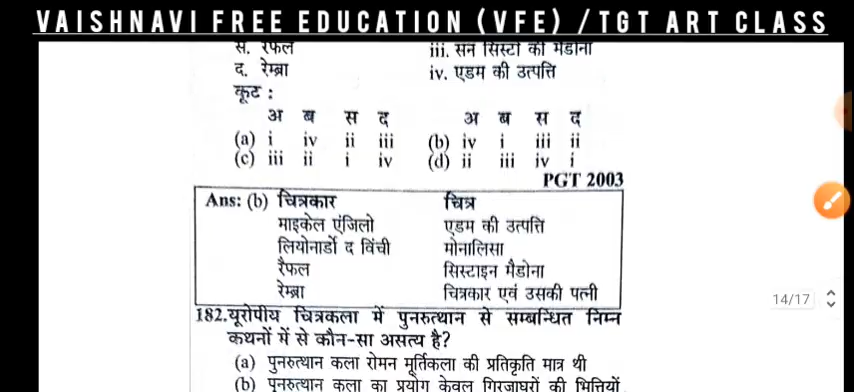 VAISHNAVI FREE EDUCATION (VFE) / TGT ART CLASS
स. रफल iii. सन सिस्टो की मैडोना
द. रेम्ब्रा iv. एडम की उत्पत्ति
कूट :
अ ब स द अ ब स द
(a) i iv ii iii (b) iv i iii ii
(c) iii ii i iv (d) ii iii iv i
PGT 2003
Ans: (b) चित्रकार चित्र
माइकेल एंजिलो एडम की उत्पत्ति
लियोनार्डो द विंची मोनालिसा
रैफल सिस्टाइन मैडोना
रेम्ब्रा चित्रकार एवं उसकी पत्नी
14/17
182.यूरोपीय चित्रकला में पुनरुत्थान से सम्बन्धित निम्न
कथनों में से कौन-सा असत्य है?
(a) पुनरुत्थान कला रोमन मूर्तिकला की प्रतिकृति मात्र थी
(b) पुनरुत्थान कला का प्रयोग केवल गिरजाघरों की भित्तियों